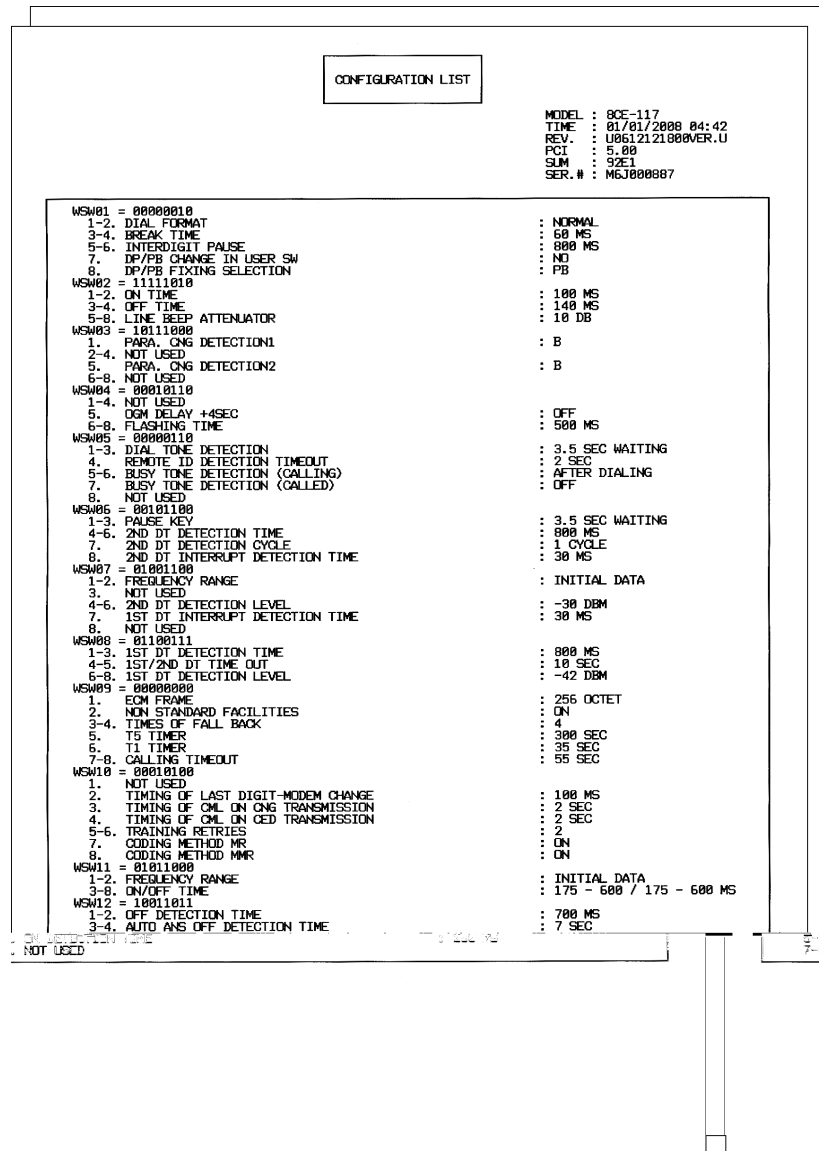 CONFIGURATION LIST
MODEL : 8CE-117
TIME : 01/01/2008 04:42
REV. : U0612121800VER.U
PCI : 5.00
SUM : 92E1
SER.# : M6J000887
WSW01 = 00000010
1-2. DIAL FORMAT : NORMAL
3-4. BREAK TIME : 60 MS
5-6. INTERDIGIT PAUSE : 800 MS
7. DP/PB CHANGE IN USER SW : NO
8. DP/PB FIXING SELECTION : PB
WSW02 = 11111010
1-2. ON TIME : 100 MS
3-4. OFF TIME : 140 MS
5-8. LINE BEEP ATTENUATOR : 10 DB
WSW03 = 10111000
1. PARA. CNG DETECTION1 : B
2-4. NOT USED
5. PARA. CNG DETECTION2 : B
6-8. NOT USED
WSW04 = 00010110
1-4. NOT USED
5. OGM DELAY +4SEC : OFF
6-8. FLASHING TIME : 500 MS
WSW05 = 00000110
1-3. DIAL TONE DETECTION : 3.5 SEC WAITING
4. REMOTE ID DETECTION TIMEOUT : 2 SEC
5-6. BUSY TONE DETECTION (CALLING) : AFTER DIALING
7. BUSY TONE DETECTION (CALLED) : OFF
8. NOT USED
WSW06 = 00101100
1-3. PAUSE KEY : 3.5 SEC WAITING
4-6. 2ND DT DETECTION TIME : 800 MS
7. 2ND DT DETECTION CYCLE : 1 CYCLE
8. 2ND DT INTERRUPT DETECTION TIME : 30 MS
WSW07 = 01001100
1-2. FREQUENCY RANGE : INITIAL DATA
3. NOT USED
4-6. 2ND DT DETECTION LEVEL : -30 DBM
7. 1ST DT INTERRUPT DETECTION TIME : 30 MS
8. NOT USED
WSW08 = 01100111
1-3. 1ST DT DETECTION TIME : 800 MS
4-5. 1ST/2ND DT TIME OUT : 10 SEC
6-8. 1ST DT DETECTION LEVEL : -42 DBM
WSW09 = 00000000
1. ECM FRAME : 256 OCTET
2. NON STANDARD FACILITIES : ON
3-4. TIMES OF FALL BACK : 4
5. T5 TIMER : 300 SEC
6. T1 TIMER : 35 SEC
7-8. CALLING TIMEOUT : 55 SEC
WSW10 = 00010100
1. NOT USED
2. TIMING OF LAST DIGIT-MODEM CHANGE : 100 MS
3. TIMING OF CML ON CNG TRANSMISSION : 2 SEC
4. TIMING OF CML ON CED TRANSMISSION : 2 SEC
5-6. TRAINING RETRIES : 2
7. CODING METHOD MR : ON
8. CODING METHOD MMR : ON
WSW11 = 01011000
1-2. FREQUENCY RANGE : INITIAL DATA
3-8. ON/OFF TIME : 175 - 600 / 175 - 600 MS
WSW12 = 10011011
1-2. OFF DETECTION TIME : 700 MS
3-4. AUTO ANS OFF DETECTION TIME : 7 SEC
. NOT USED